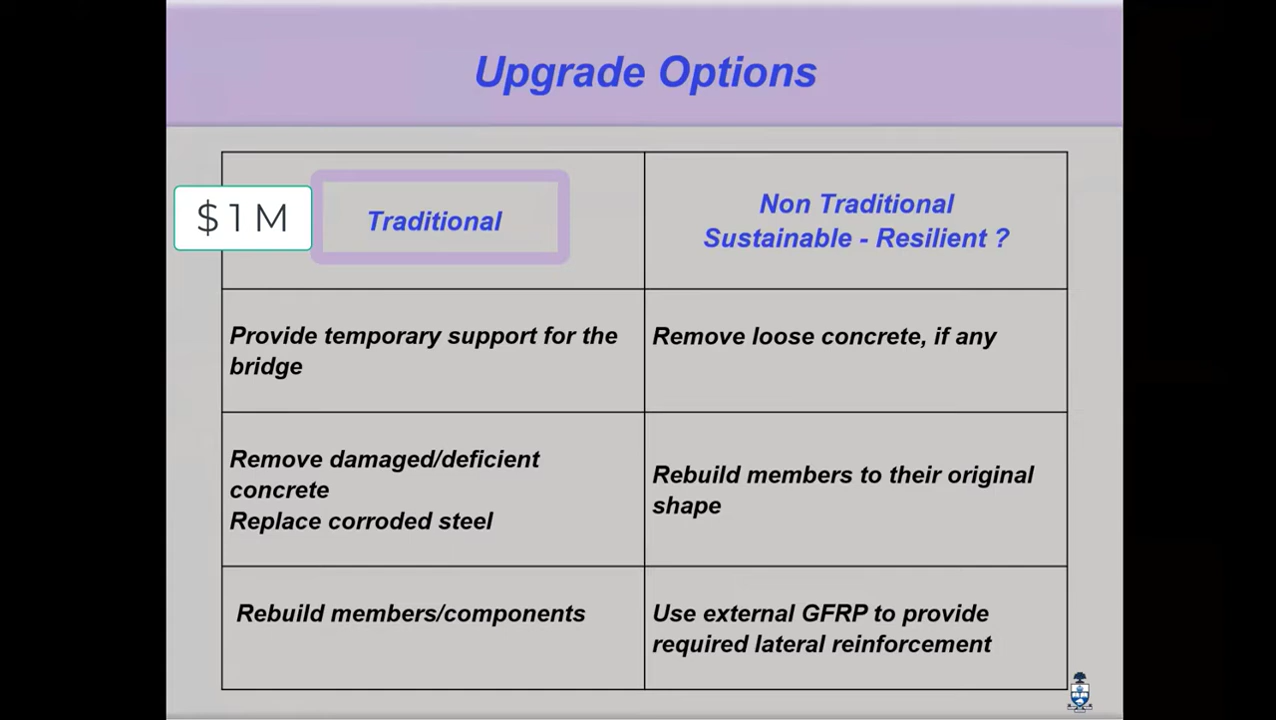 Upgrade Options
$1M
Traditional
Non Traditional
Sustainable - Resilient ?
Provide temporary support for the
bridge
Remove loose concrete, if any
Remove damaged/deficient
concrete
Replace corroded steel
Rebuild members to their original
shape
Rebuild members/components
Use external GFRP to provide
required lateral reinforcement